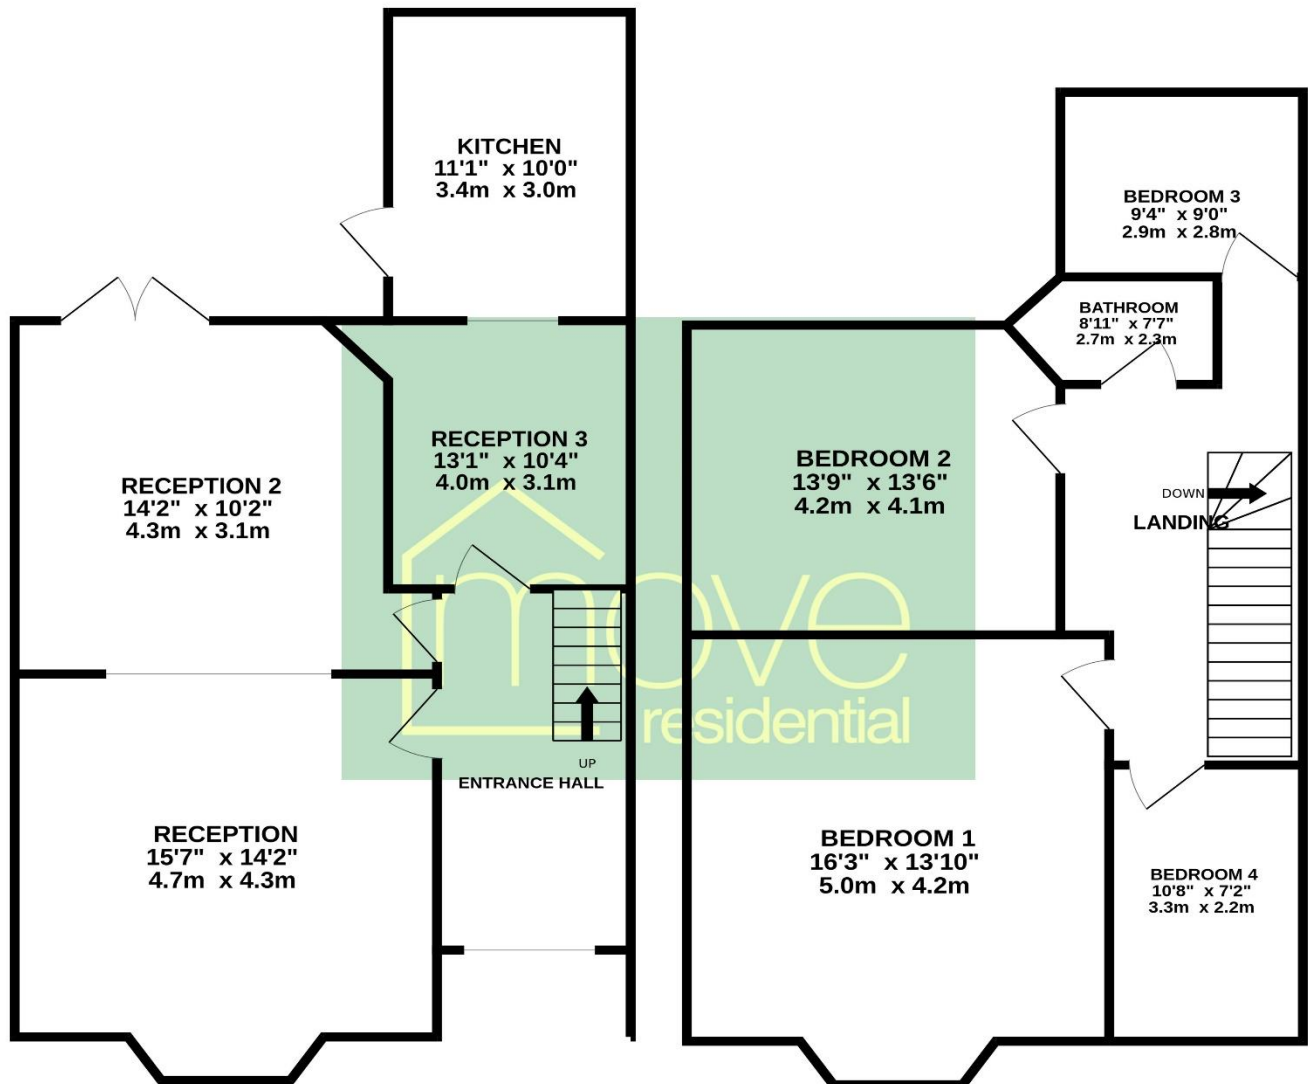 KITCHEN
11'1" x 10'0"
3.4m x 3.0m
RECEPTION 3
13'1" x 10'4"
4.0m x 3.1m
RECEPTION 2
14'2" x 10'2"
4.3m x 3.1m
UP
ENTRANCE HALL
RECEPTION
15'7" x 14'2"
4.7m x 4.3m
BEDROOM 3
9'4" x 9'0"
2.9m x 2.8m
BATHROOM
8'11" x 7'7"
2.7m x 2.3m
BEDROOM 2
13'9" x 13'6"
4.2m x 4.1m
DOWN
LANDING
BEDROOM 1
16'3" x 13'10"
5.0m x 4.2m
BEDROOM 4
10'8" x 7'2"
3.3m x 2.2m
move
residential